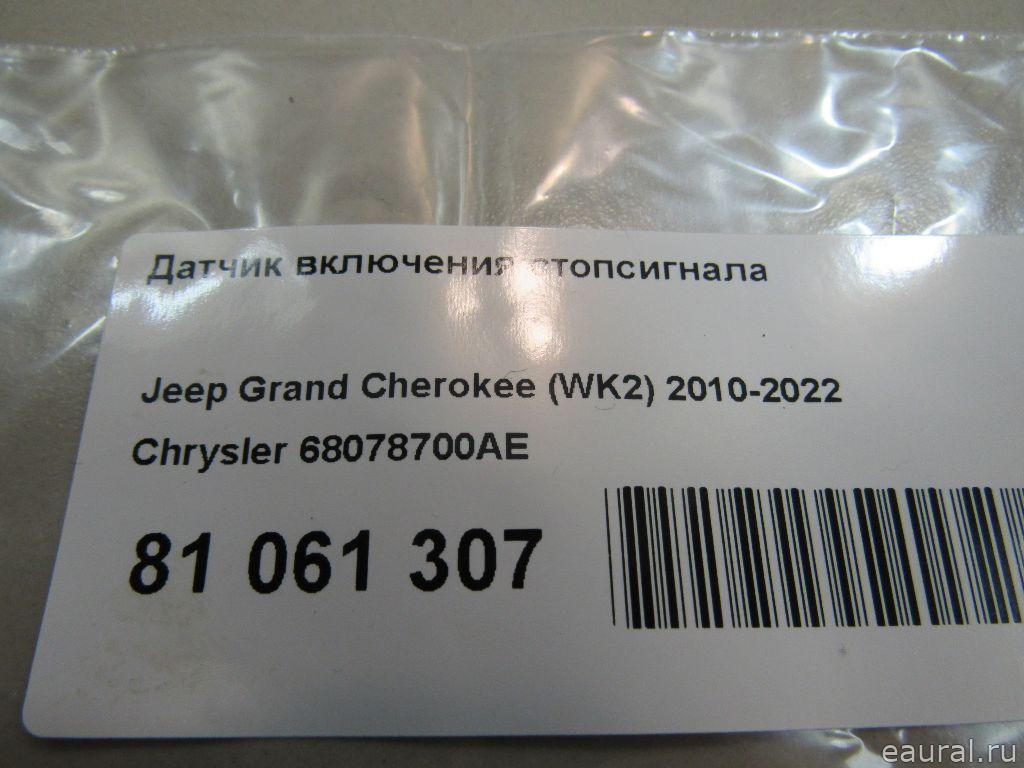 Датчик включения стопсигнала
Jeep Grand Cherokee (WK2) 2010-2022
Chrysler 68078700AE
81 061 307
eaural.ru